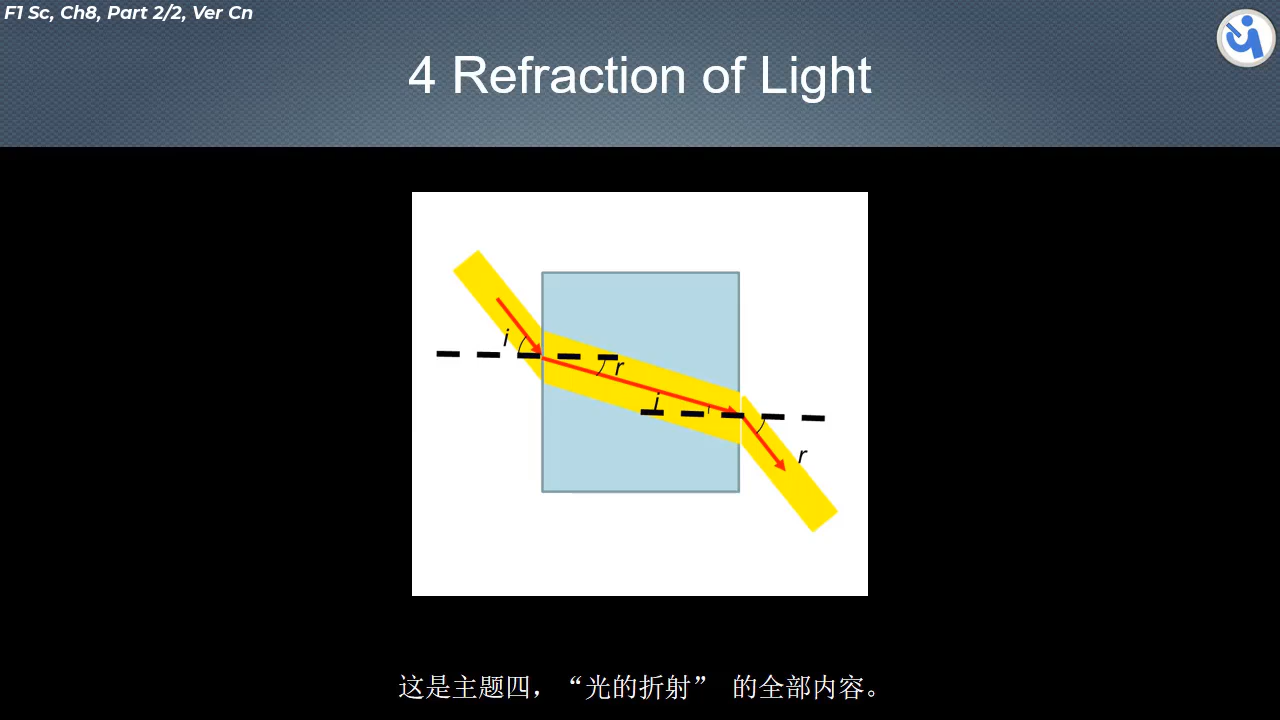 F1 Sc, Ch8, Part 2/2, Ver Cn
4 Refraction of Light
i
r
i
r
这是主题四，“光的折射” 的全部内容。